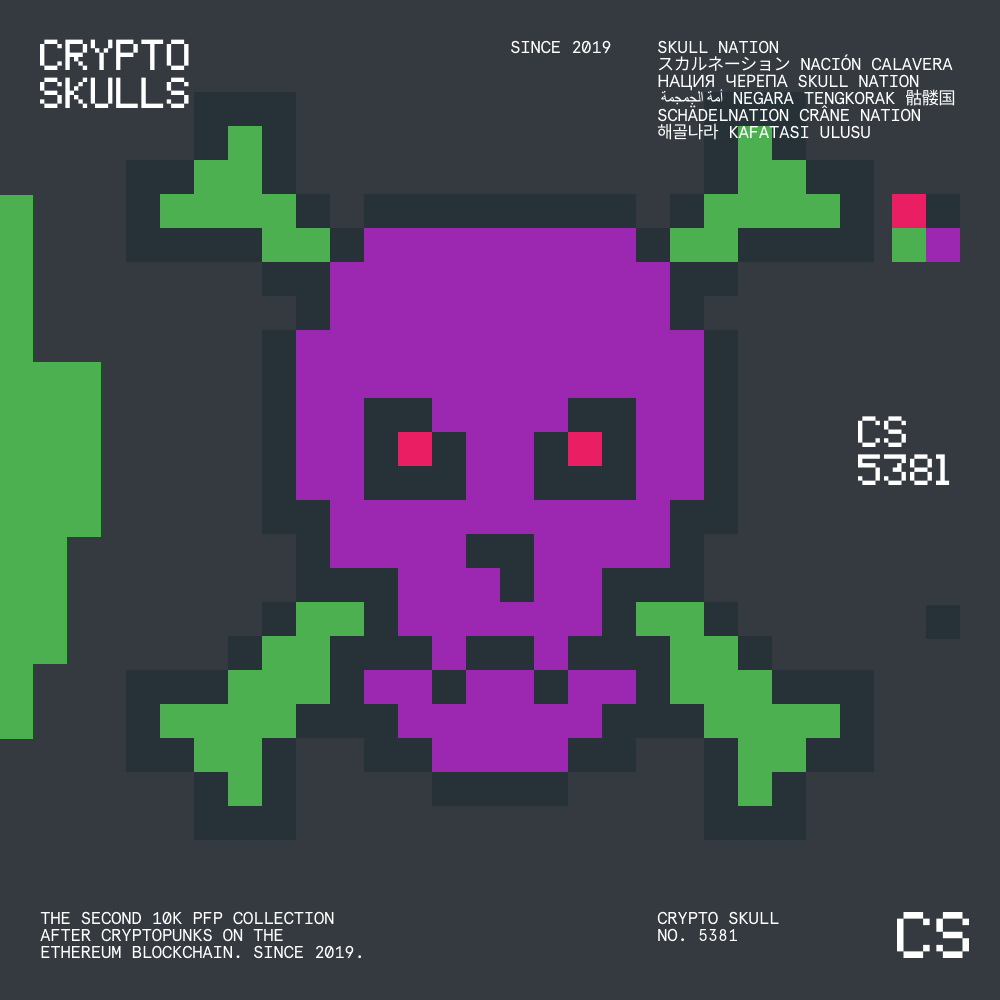 CRYPTO
SKULLS
SINCE 2019
SKULL NATION
スカルネーション NACIÓN CALAVERA
НАЦИЯ ЧЕРЕПА SKULL NATION
أمة الجمجمة NEGARA TENGKORAK 骷髅国
SCHÄDELNATION CRÂNE NATION
해골나라 KAFATASI ULUSU
CS
5381
THE SECOND 10K PFP COLLECTION
AFTER CRYPTOPUNKS ON THE
ETHEREUM BLOCKCHAIN. SINCE 2019.
CRYPTO SKULL
NO. 5381
CS